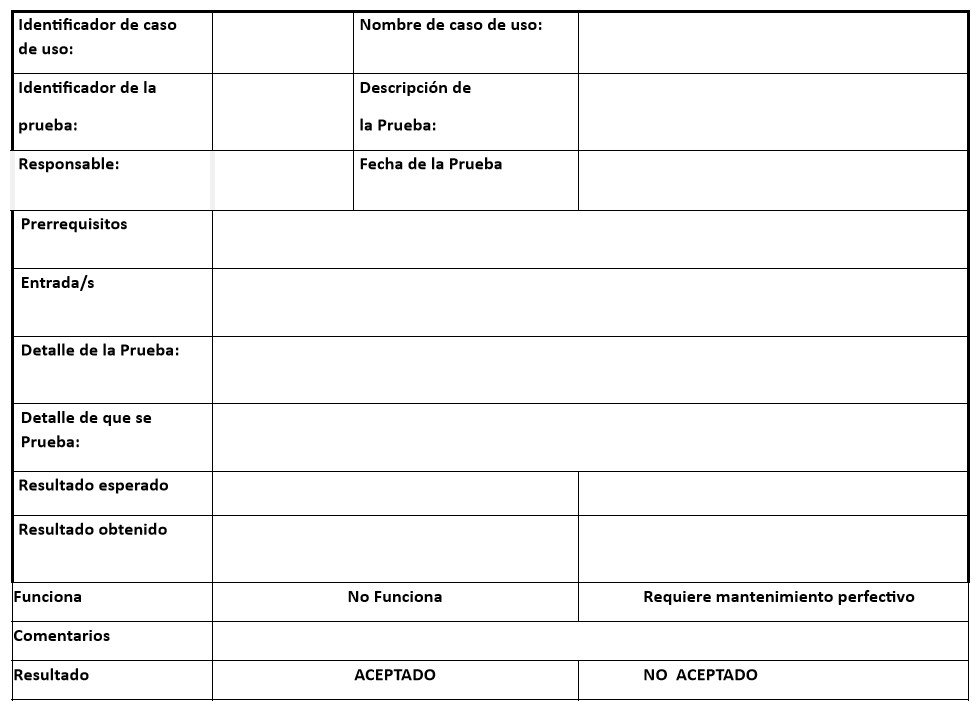 Identificador de caso
de uso:
Nombre de caso de uso:
Identificador de la
prueba:
Descripción de
la Prueba:
Responsable:
Fecha de la Prueba
Prerrequisitos
Entrada/s
Detalle de la Prueba:
Detalle de que se
Prueba:
Resultado esperado
Resultado obtenido
Funciona
No Funciona
Requiere mantenimiento perfectivo
Comentarios
Resultado
ACEPTADO
NO ACEPTADO